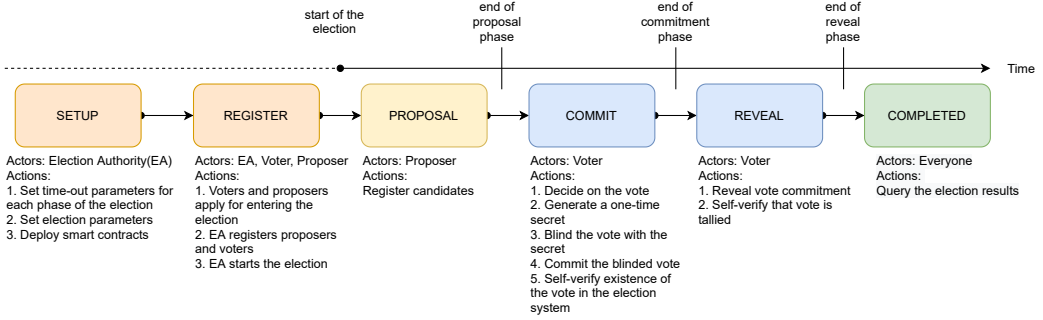 start of the
election
end of
proposal
phase
end of
commitment
phase
end of
reveal
phase
Time
SETUP
REGISTER
PROPOSAL
COMMIT
REVEAL
COMPLETED
Actors: Election Authority(EA)
Actions:
1. Set time-out parameters for
each phase of the election
2. Set election parameters
3. Deploy smart contracts
Actors: EA, Voter, Proposer
Actions:
1. Voters and proposers
apply for entering the
election
2. EA registers proposers
and voters
3. EA starts the election
Actors: Proposer
Actions:
Register candidates
Actors: Voter
Actions:
1. Decide on the vote
2. Generate a one-time
secret
3. Blind the vote with the
secret
4. Commit the blinded vote
5. Self-verify existence of
the vote in the election
system
Actors: Voter
Actions:
1. Reveal vote commitment
2. Self-verify that vote is
tallied
Actors: Everyone
Actions:
Query the election results